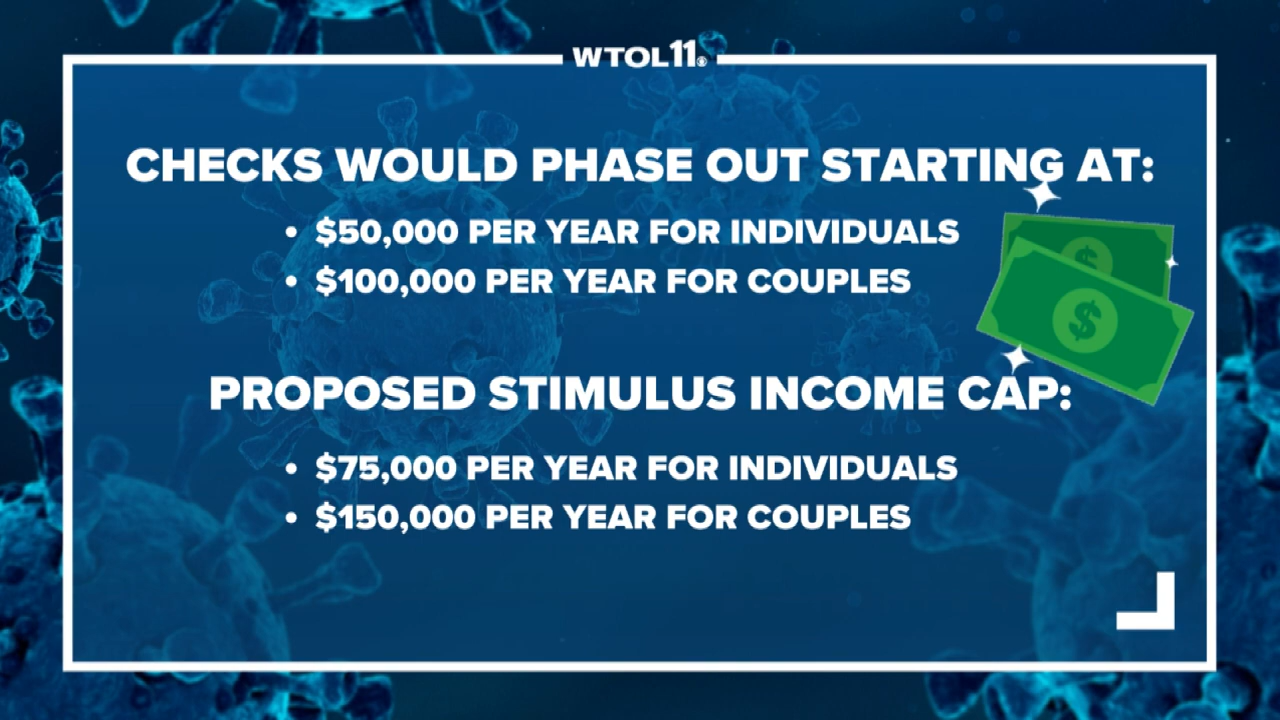 WTOL11
CHECKS WOULD PHASE OUT STARTING AT:
• $50,000 PER YEAR FOR INDIVIDUALS
• $100,000 PER YEAR FOR COUPLES
$
$
PROPOSED STIMULUS INCOME CAP:
• $75,000 PER YEAR FOR INDIVIDUALS
• $150,000 PER YEAR FOR COUPLES